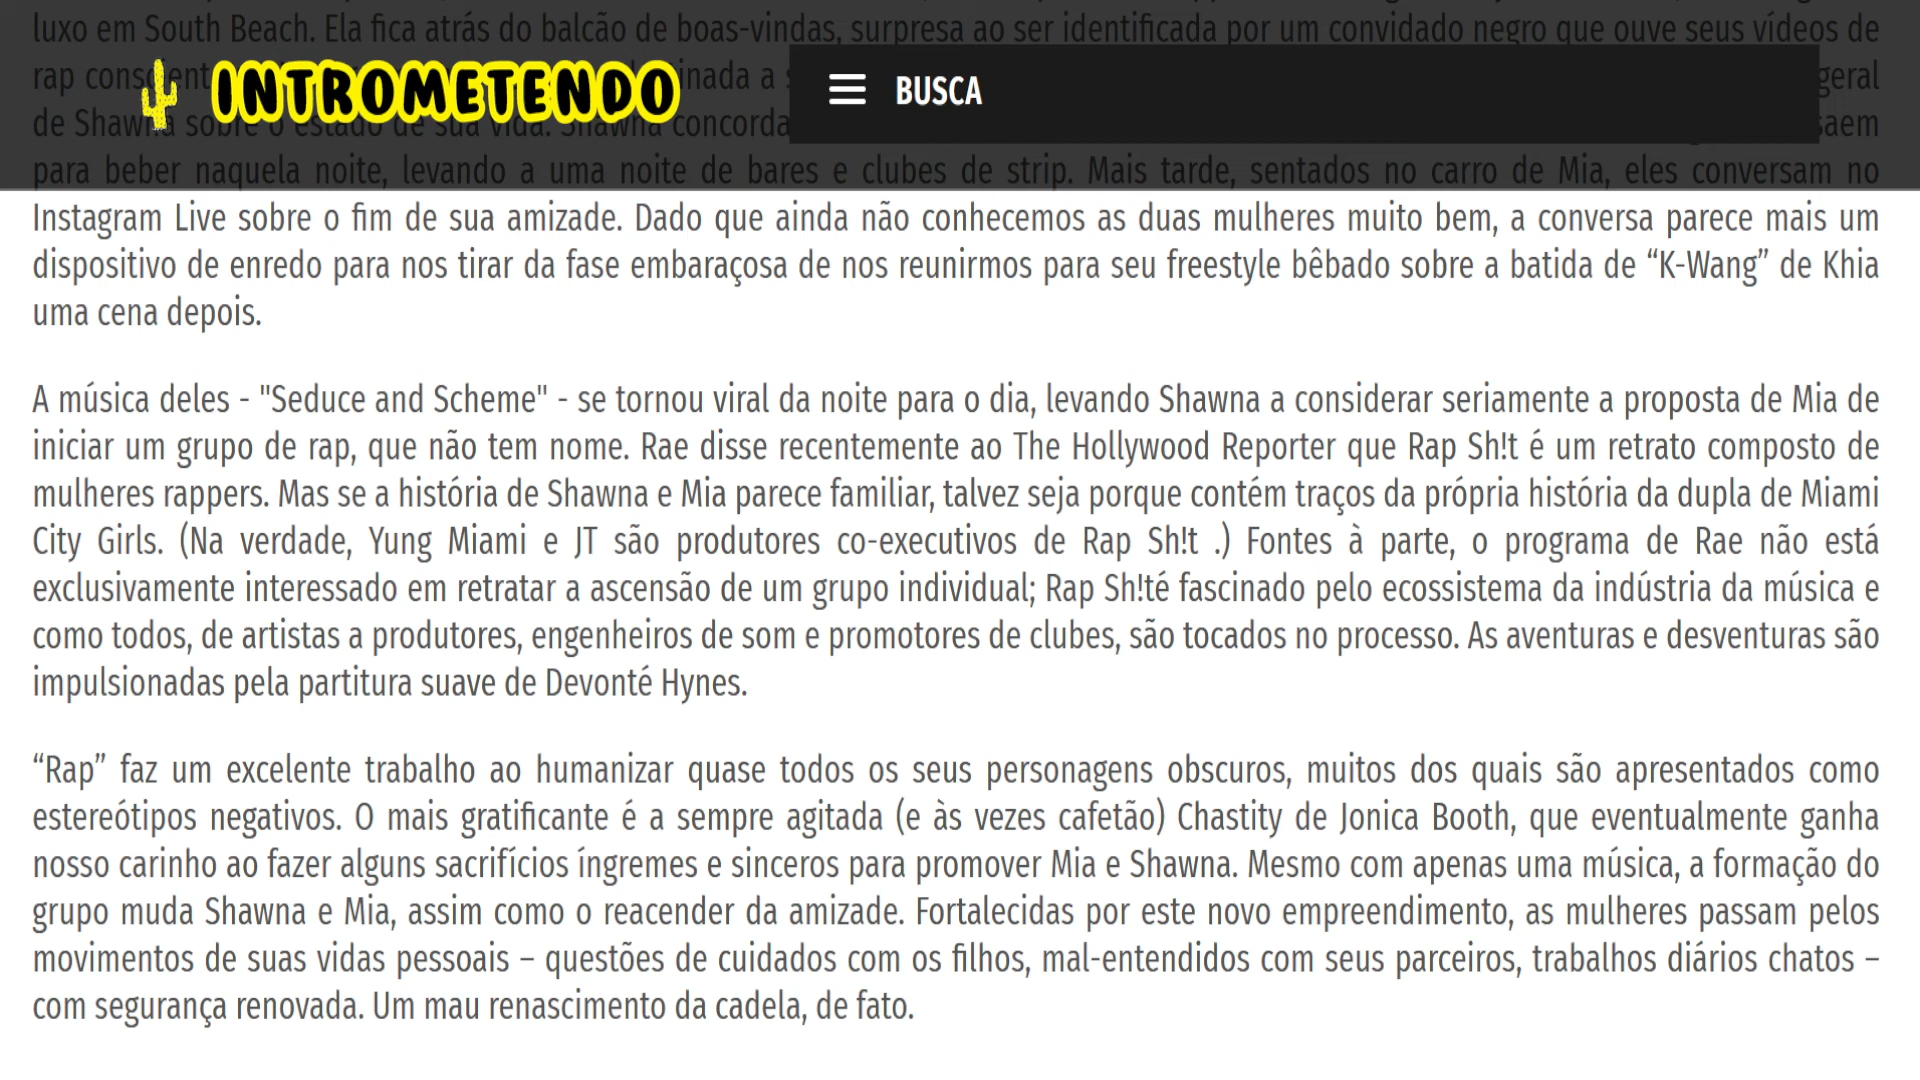 luxo em South Beach. Ela fica atrás do balcão de boas-vindas, surpresa ao ser identificada por um convidado negro que ouve seus vídeos de
rap geral
INTROMETENDO
BUSCA
de Shawna sobre o estado de sua vida. Shawna concorda saem
para beber naquela noite, levando a uma noite de bares e clubes de strip. Mais tarde, sentados no carro de Mia, eles conversam no
Instagram Live sobre o fim de sua amizade. Dado que ainda não conhecemos as duas mulheres muito bem, a conversa parece mais um
dispositivo de enredo para nos tirar da fase embaraçosa de nos reunirmos para seu freestyle bêbado sobre a batida de “K-Wang” de Khia
uma cena depois.
A música deles - "Seduce and Scheme" - se tornou viral da noite para o dia, levando Shawna a considerar seriamente a proposta de Mia de
iniciar um grupo de rap, que não tem nome. Rae disse recentemente ao The Hollywood Reporter que Rap Sh!t é um retrato composto de
mulheres rappers. Mas se a história de Shawna e Mia parece familiar, talvez seja porque contém traços da própria história da dupla de Miami
City Girls. (Na verdade, Yung Miami e JT são produtores co-executivos de Rap Sh!t .) Fontes à parte, o programa de Rae não está
exclusivamente interessado em retratar a ascensão de um grupo individual; Rap Sh!té fascinado pelo ecossistema da indústria da música e
como todos, de artistas a produtores, engenheiros de som e promotores de clubes, são tocados no processo. As aventuras e desventuras são
impulsionadas pela partitura suave de Devonté Hynes.
“Rap” faz um excelente trabalho ao humanizar quase todos os seus personagens obscuros, muitos dos quais são apresentados como
estereótipos negativos. O mais gratificante é a sempre agitada (e às vezes cafetão) Chastity de Jonica Booth, que eventualmente ganha
nosso carinho ao fazer alguns sacrifícios íngremes e sinceros para promover Mia e Shawna. Mesmo com apenas uma música, a formação do
grupo muda Shawna e Mia, assim como o reacender da amizade. Fortalecidas por este novo empreendimento, as mulheres passam pelos
movimentos de suas vidas pessoais – questões de cuidados com os filhos, mal-entendidos com seus parceiros, trabalhos diários chatos –
com segurança renovada. Um mau renascimento da cadela, de fato.